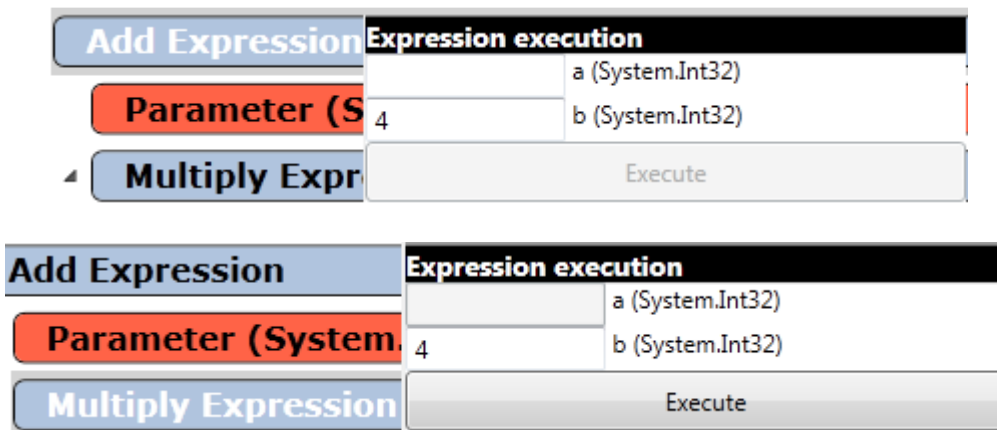 Add Expression
Expression execution
a (System.Int32)
Parameter (S
4
b (System.Int32)
Multiply Expr
Execute
Add Expression
Expression execution
a (System.Int32)
Parameter (System.
4
b (System.Int32)
Multiply Expression
Execute